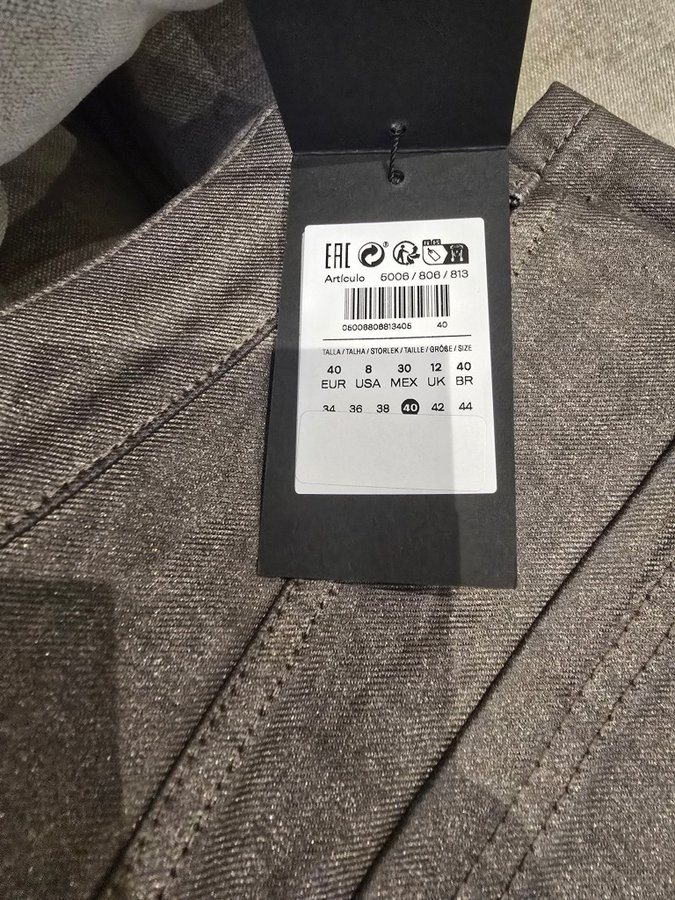 EAC
Artículo 5006 / 806 / 813
05006806813405 40
TALLA / TALHA / STORLEK / TAILLE / GRÖßE / SIZE
40 8 30 12 40
EUR USA MEX UK BR
34 36 38 40 42 44